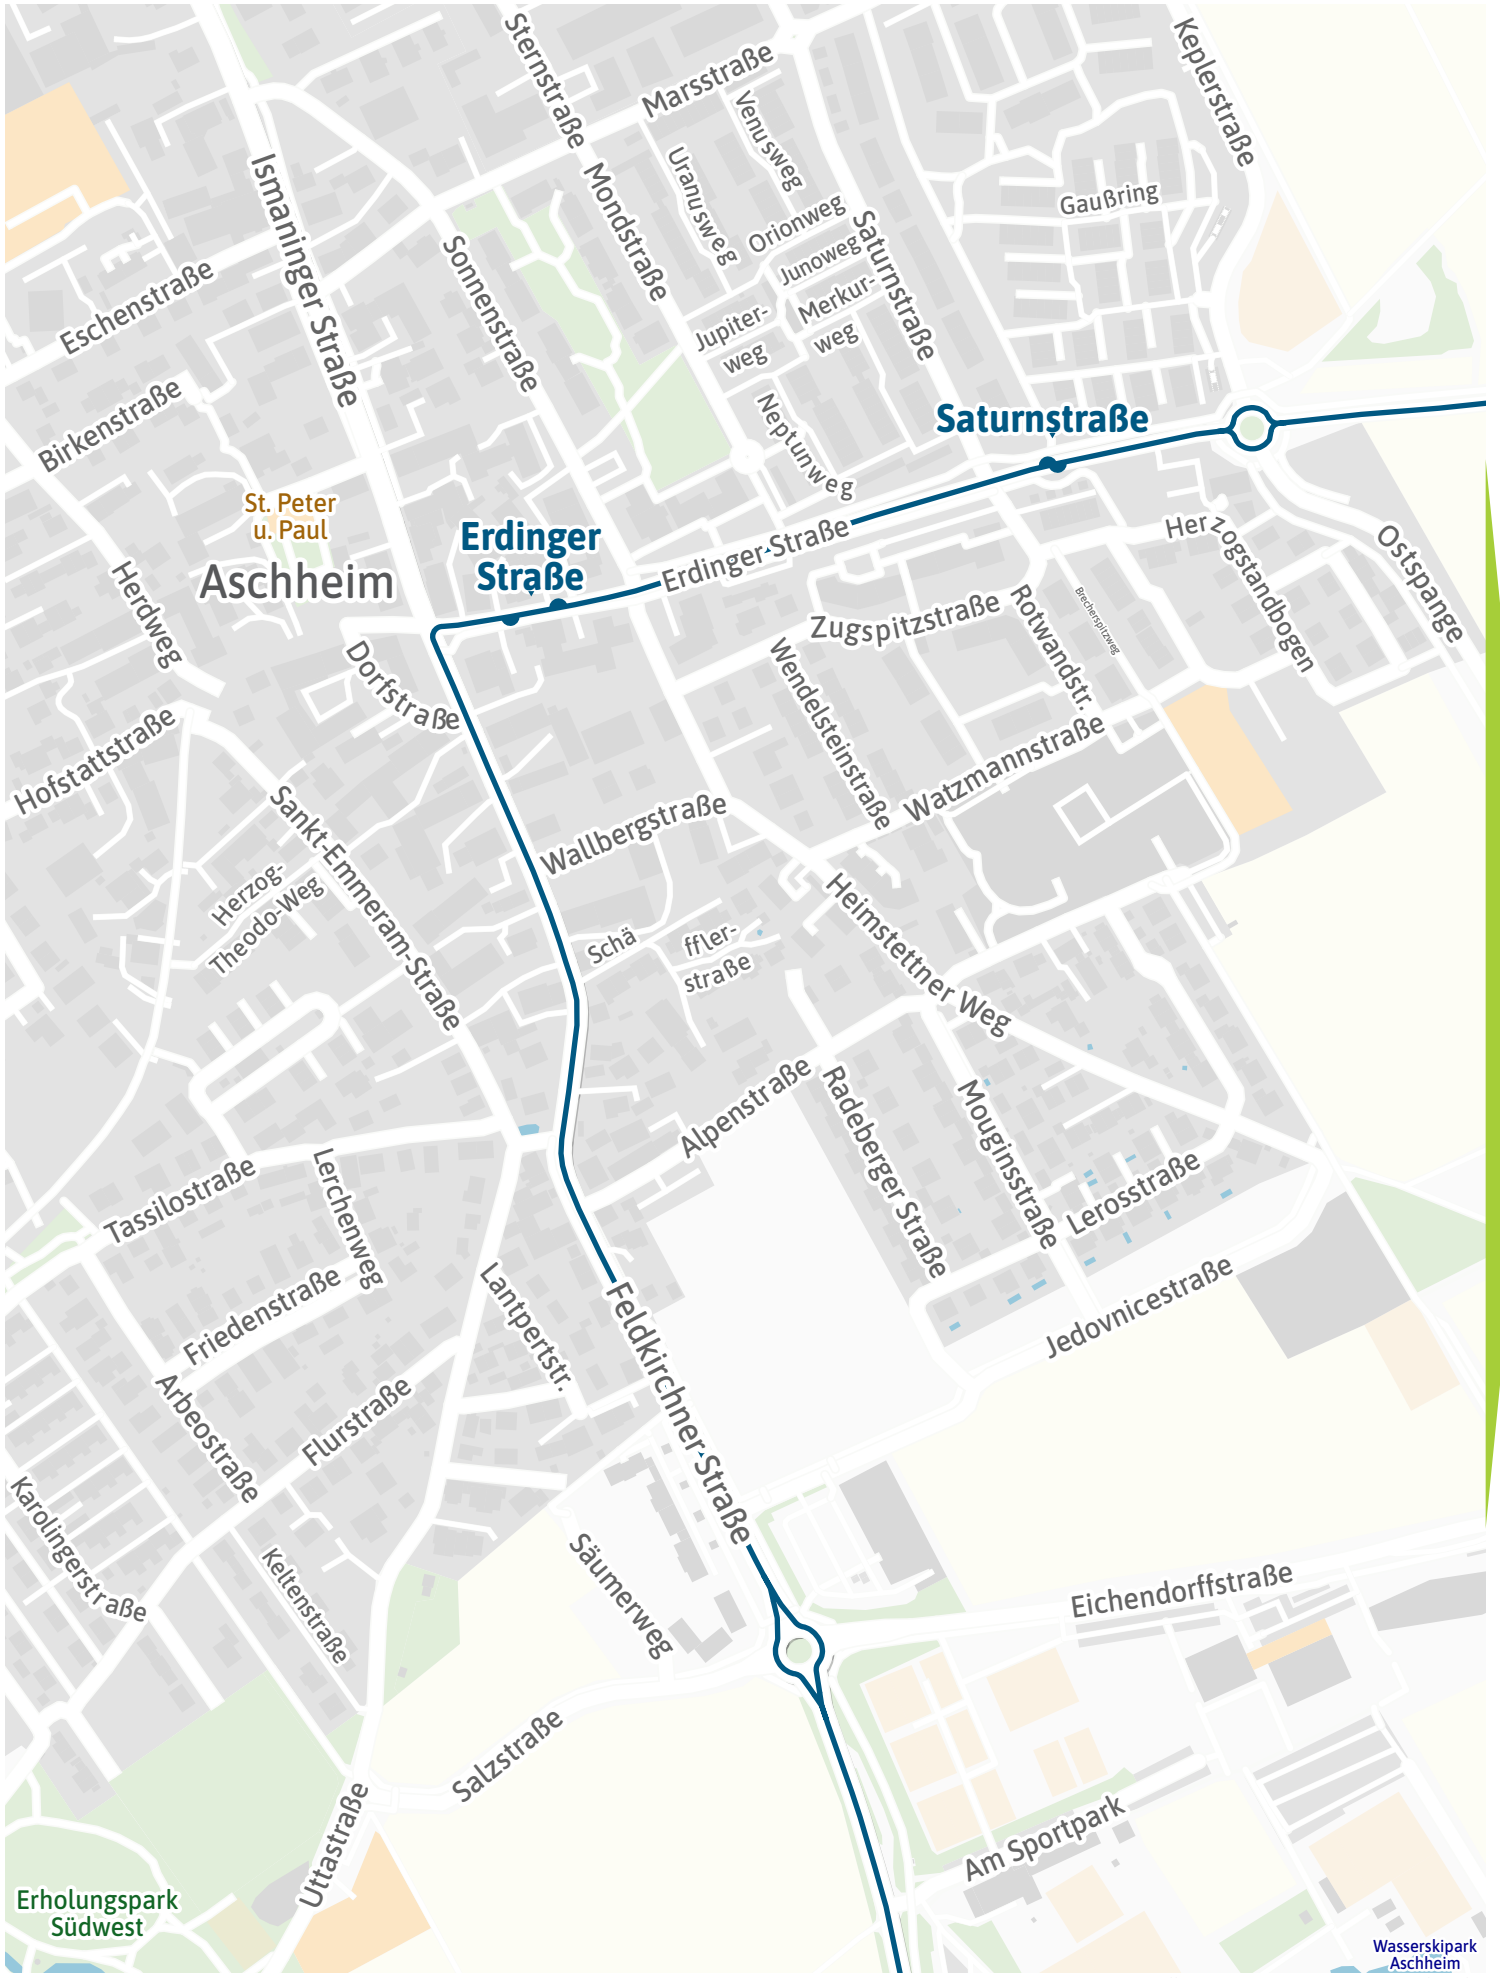 Sternstraße
Marsstraße
Keplerstraße
Venusweg
Uranusweg
Ismaninger Straße
Mondstraße
Gaußring
Orionweg
Saturnstraße
Junoweg
Sonnenstraße
Eschenstraße
Merkur-
weg
Jupiter-
weg
Birkenstraße
Neptunweg
Saturnstraße
St. Peter
u. Paul
Erdinger
Straße
Erdinger Straße
Herzogstandbogen
Ostspange
Aschheim
Herdweg
Zugspitzstraße
Rotwandstr.
Brecherspitzweg
Dorfstraße
Wendelsteinstraße
Hofstattstraße
Watzmannstraße
Sankt-Emmeram-Straße
Wallbergstraße
Herzog-
Theodo-Weg
Heimstettner Weg
Schä
ffler-
straße
Alpenstraße
Radeberger Straße
Mouginsstraße
Lerosstraße
Tassilostraße
Lerchenweg
Friedenstraße
Lantpertstr.
Feldkirchner Straße
Jedovnicestraße
Arbeostraße
Flurstraße
Karolingerstraße
Keltenstraße
Säumerweg
Eichendorffstraße
Salzstraße
Uttastraße
Am Sportpark
Erholungspark
Südwest
Wasserskipark
Aschheim